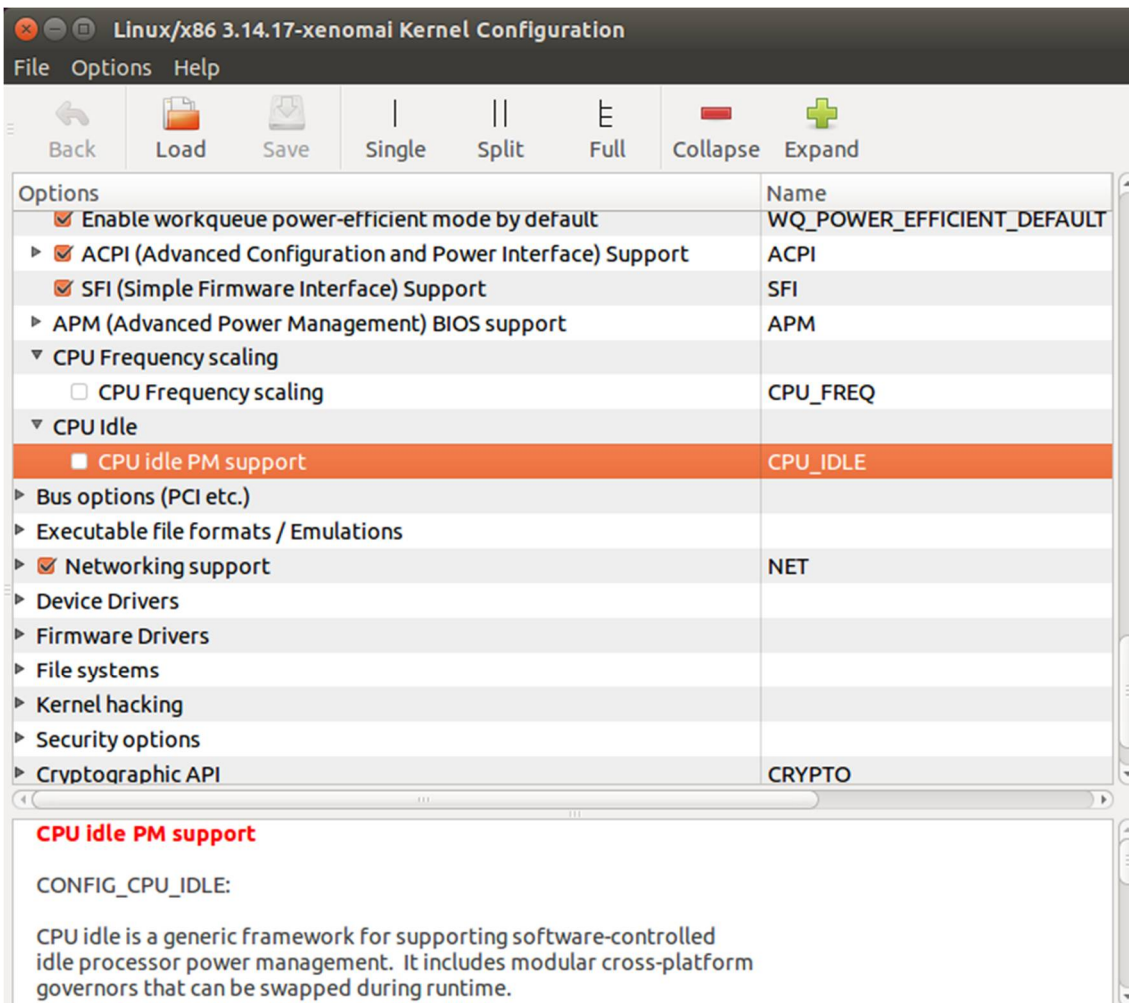 Linux/x86 3.14.17-xenomai Kernel Configuration
File Options Help
Back Load Save Single Split Full Collapse Expand
Options Name
Enable workqueue power-efficient mode by default WQ_POWER_EFFICIENT_DEFAULT
ACPI (Advanced Configuration and Power Interface) Support ACPI
SFI (Simple Firmware Interface) Support SFI
APM (Advanced Power Management) BIOS support APM
CPU Frequency scaling
CPU Frequency scaling CPU_FREQ
CPU Idle
CPU idle PM support CPU_IDLE
Bus options (PCI etc.)
Executable file formats / Emulations
Networking support NET
Device Drivers
Firmware Drivers
File systems
Kernel hacking
Security options
Cryptographic API CRYPTO
CPU idle PM support
CONFIG_CPU_IDLE:
CPU idle is a generic framework for supporting software-controlled
idle processor power management. It includes modular cross-platform
governors that can be swapped during runtime.